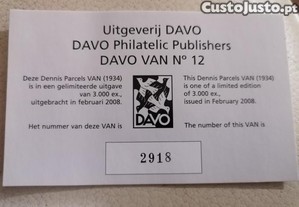 CustoJusto.pt
Uitgeverij DAVO
DAVO Philatelic Publishers
DAVO VAN Nº 12
Deze Dennis Parcels VAN (1934)
is in een gelimiteerde uitgave
van 3.000 ex.,
uitgebracht in februari 2008.
This Dennis Parcels VAN (1934)
is one of a limited edition
of 3.000 ex.,
issued in February 2008.
DAVO
Het nummer van deze VAN is
The number of this VAN is
2918